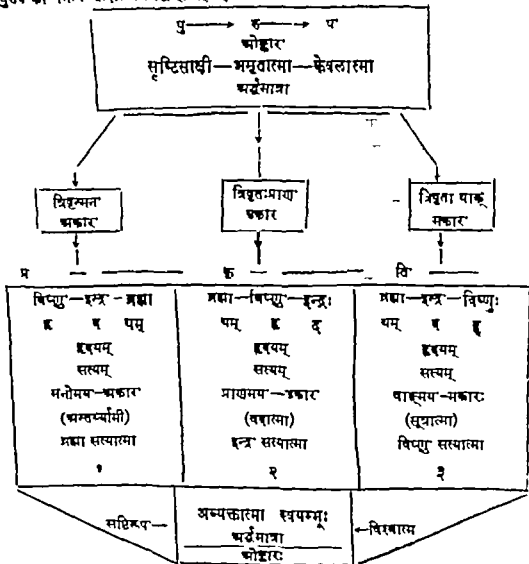 पु → रु → ष
ओङ्कार
सृष्टिसाक्षी—अमृतात्मा—केवलात्मा
अर्द्धमात्रा
त्रिवृन्मन
अकार
त्रिवृतःप्राण
उकार
त्रिवृता वाक्
मकार
प्र — कृ — ति
विष्णु—इन्द्र—ब्रह्मा
हृ द यम्
हृदयम्
सत्यम्
मनोमय—अकार
(अन्तर्य्यामी)
ब्रह्मा सत्यात्मा
१
ब्रह्मा—विष्णु—इन्द्रः
यम् हृ द
हृदयम्
सत्यम्
प्राणमय—उकार
इन्द्र सत्यात्मा
२
ब्रह्मा—इन्द्र—विष्णुः
यम् द हृ
हृदयम्
सत्यम्
वाङ्मय—मकारः
(सूत्रात्मा)
विष्णु सत्यात्मा
३
अव्यक्तात्मा स्वयम्भूः
अर्द्धमात्रा
ओङ्कारः